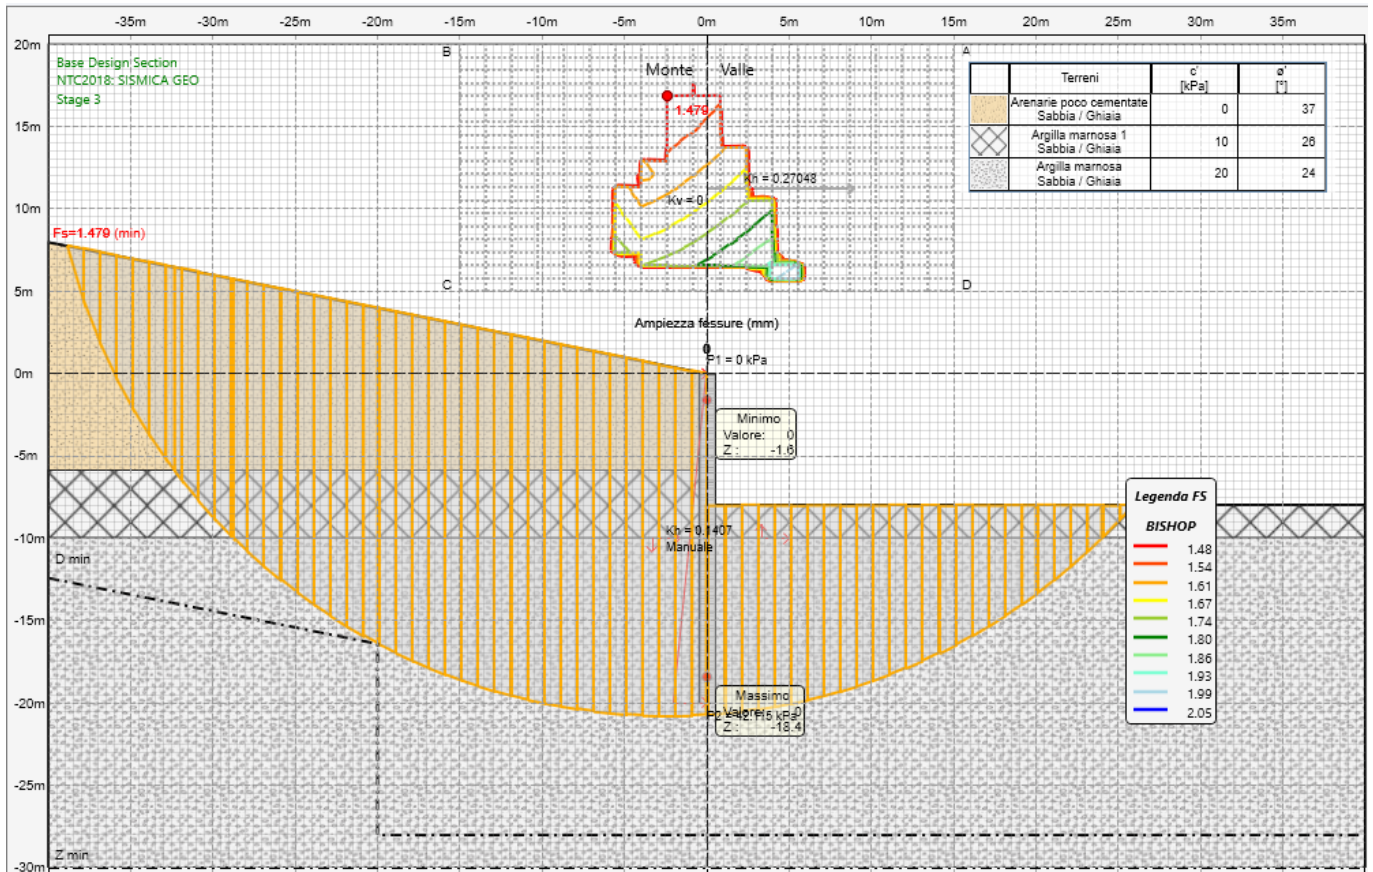 -35m -30m -25m -20m -15m -10m -5m 0m 5m 10m 15m 20m 25m 30m 35m
20m
15m
10m
5m
0m
-5m
-10m
-15m
-20m
-25m
-30m
Base Design Section
NTC2018: SISMICA GEO
Stage 3
B
A
C
D
Monte Valle
1.479
Kh = 0.27048
Kv = 0
Terreni c' [kPa] ø' [°]
Arenarie poco cementate
Sabbia / Ghiaia 0 37
Argilla marnosa 1
Sabbia / Ghiaia 10 26
Argilla marnosa
Sabbia / Ghiaia 20 24
Fs=1.479 (min)
Ampiezza fessure (mm)
0
P1 = 0 kPa
Minimo
Valore: 0
Z : -1.6
Kh = 0.1407
Manuale
D min
Massimo
Valore: 0
Z : -18.4
P2 = 42.115 kPa
Z min
Legenda FS
BISHOP
1.48
1.54
1.61
1.67
1.74
1.80
1.86
1.93
1.99
2.05